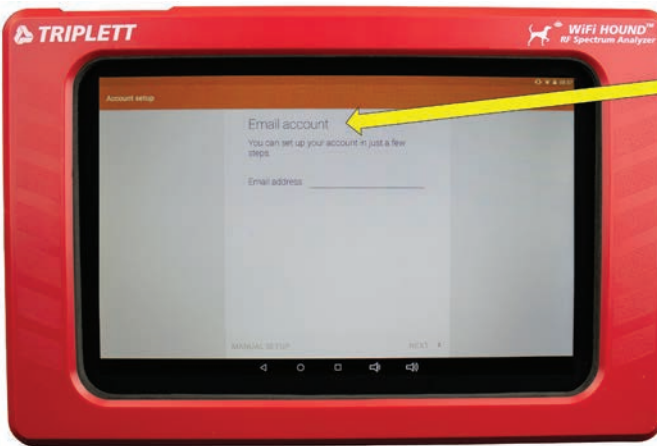 TRIPLETT
WiFi HOUND™
RF Spectrum Analyzer
Account setup
Email account
You can set up your account in just a few
steps.
Email address
MANUAL SETUP
NEXT